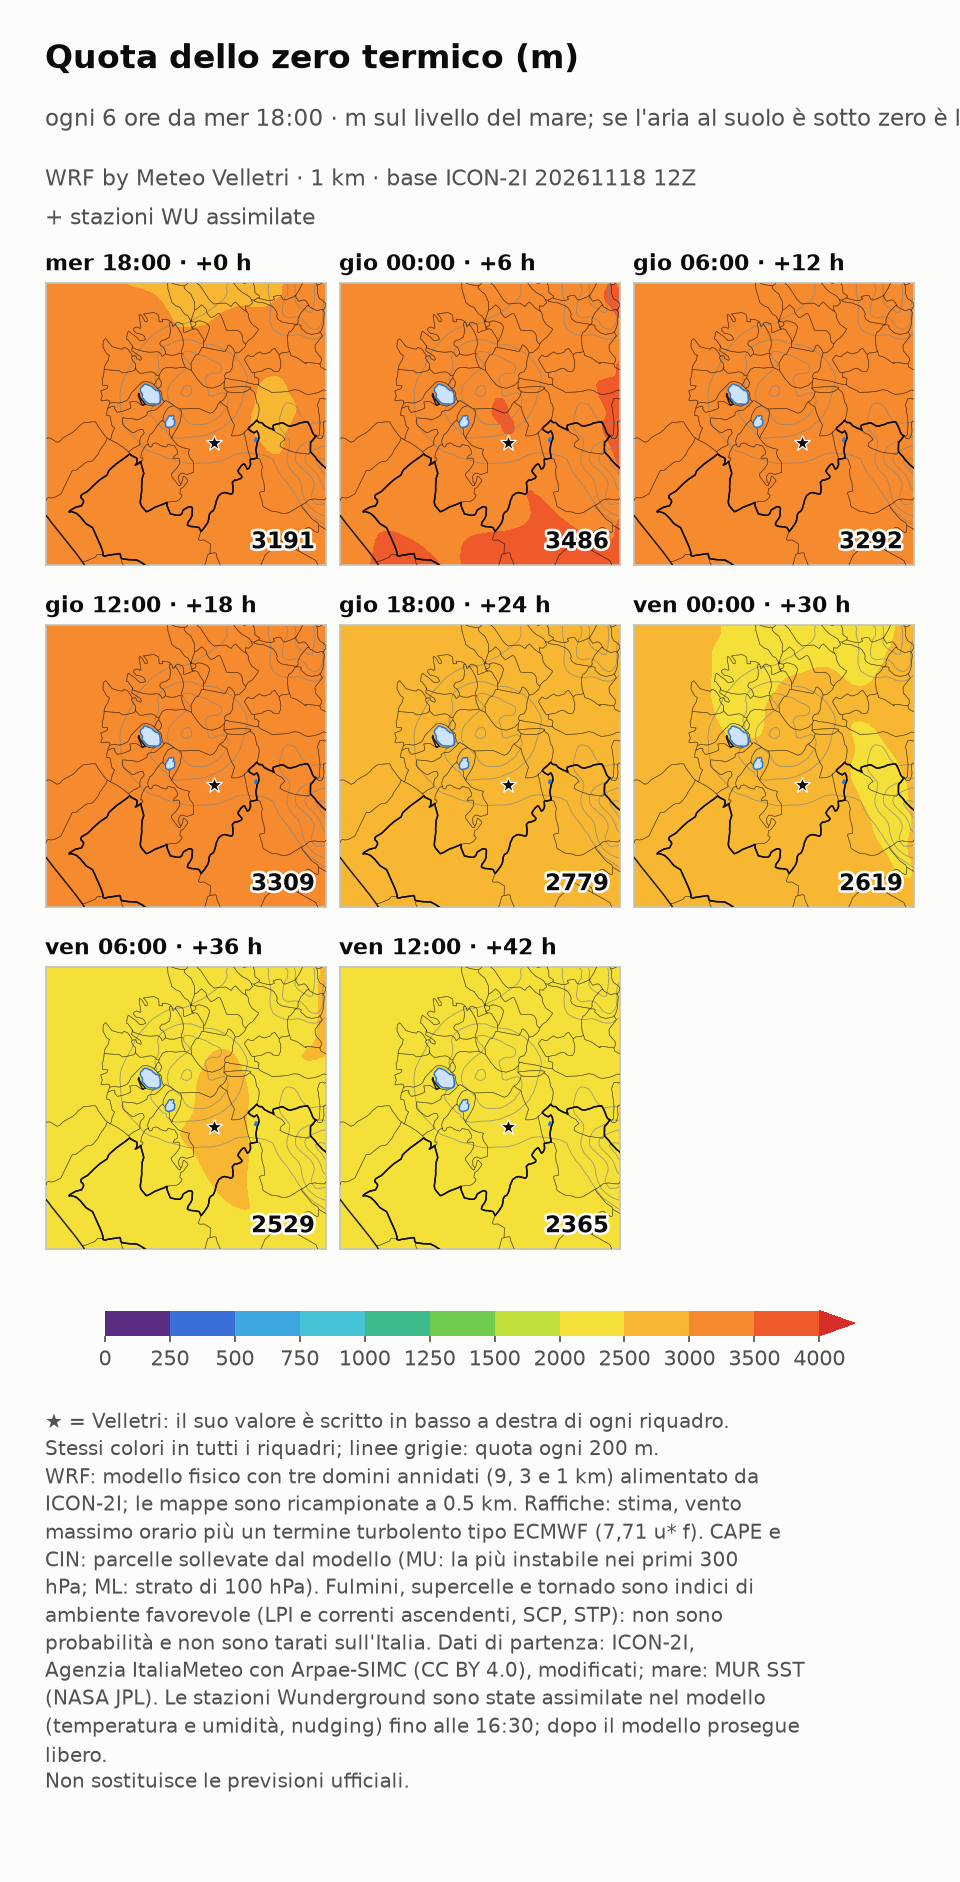 Quota dello zero termico (m)
ogni 6 ore da mer 18:00 · m sul livello del mare; se l'aria al suolo è sotto zero è l
WRF by Meteo Velletri · 1 km · base ICON-2I 20261118 12Z
+ stazioni WU assimilate
mer 18:00 · +0 h
gio 00:00 · +6 h
gio 06:00 · +12 h
3191
3486
3292
gio 12:00 · +18 h
gio 18:00 · +24 h
ven 00:00 · +30 h
3309
2779
2619
ven 06:00 · +36 h
ven 12:00 · +42 h
2529
2365
0 250 500 750 1000 1250 1500 2000 2500 3000 3500 4000
★ = Velletri: il suo valore è scritto in basso a destra di ogni riquadro.
Stessi colori in tutti i riquadri; linee grigie: quota ogni 200 m.
WRF: modello fisico con tre domini annidati (9, 3 e 1 km) alimentato da
ICON-2I; le mappe sono ricampionate a 0.5 km. Raffiche: stima, vento
massimo orario più un termine turbolento tipo ECMWF (7,71 u* f). CAPE e
CIN: parcelle sollevate dal modello (MU: la più instabile nei primi 300
hPa; ML: strato di 100 hPa). Fulmini, supercelle e tornado sono indici di
ambiente favorevole (LPI e correnti ascendenti, SCP, STP): non sono
probabilità e non sono tarati sull'Italia. Dati di partenza: ICON-2I,
Agenzia ItaliaMeteo con Arpae-SIMC (CC BY 4.0), modificati; mare: MUR SST
(NASA JPL). Le stazioni Wunderground sono state assimilate nel modello
(temperatura e umidità, nudging) fino alle 16:30; dopo il modello prosegue
libero.
Non sostituisce le previsioni ufficiali.